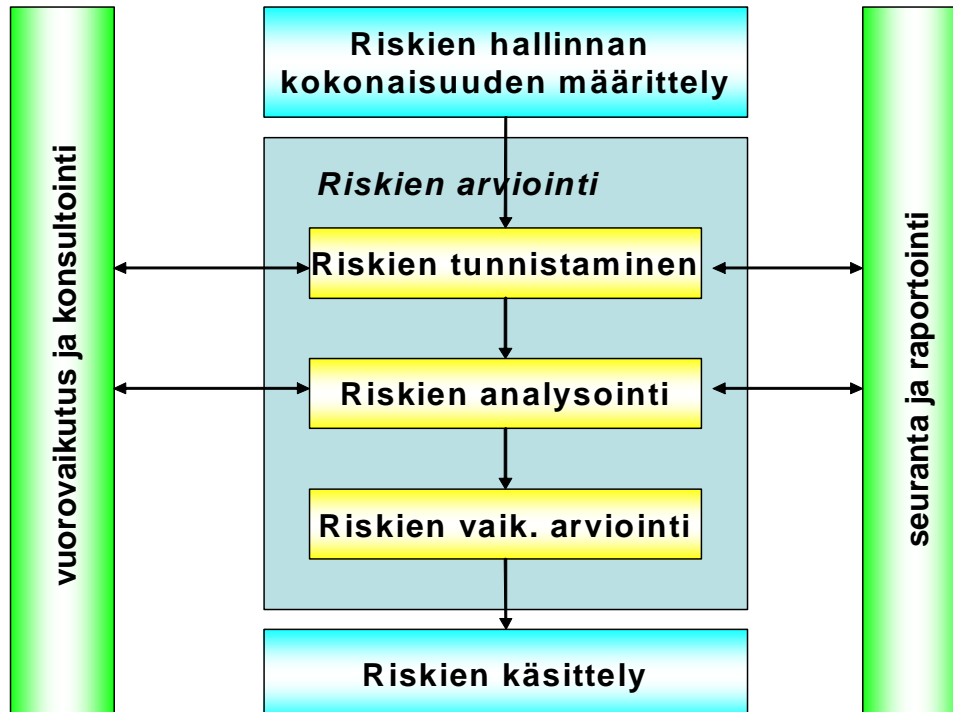 Riskien hallinnan
kokonaisuuden määrittely
Riskien arviointi
Riskien tunnistaminen
Riskien analysointi
Riskien vaik. arviointi
Riskien käsittely
vuorovaikutus ja konsultointi
seuranta ja raportointi